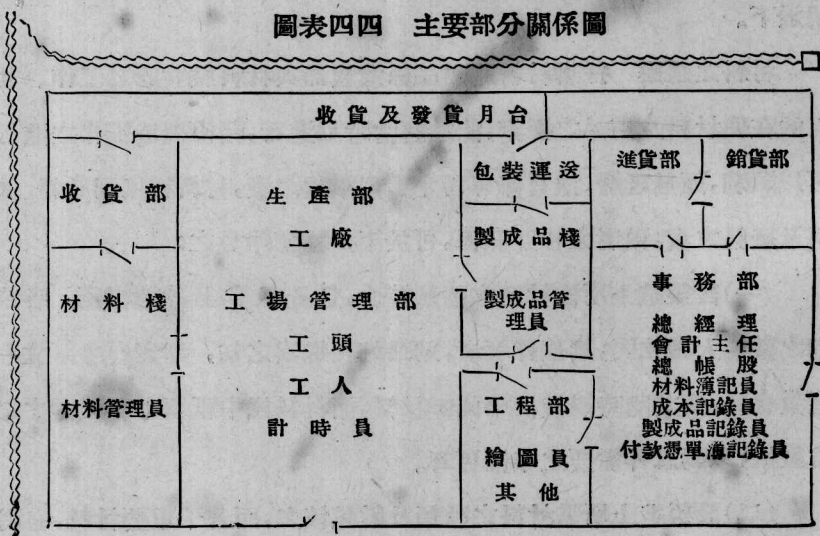 圖表四四 主要部分關係圖
收貨及發貨月台
收貨部
材料棧
材料管理員
生產部
工廠
工場管理部
工頭
工人
計時員
包裝運送
製成品棧
製成品管
理員
工程部
繪圖員
其他
進貨部
銷貨部
事務部
總經理
會計主任
總帳股
材料簿記員
成本記錄員
製成品記錄員
付款憑單簿記錄員